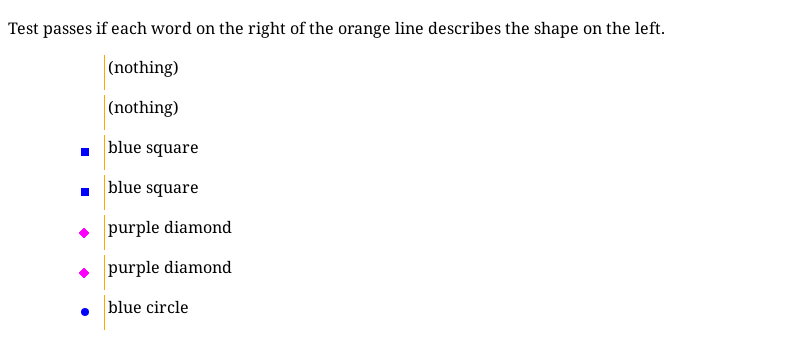 Test passes if each word on the right of the orange line describes the shape on the left.
(nothing)
(nothing)
blue square
blue square
purple diamond
purple diamond
blue circle